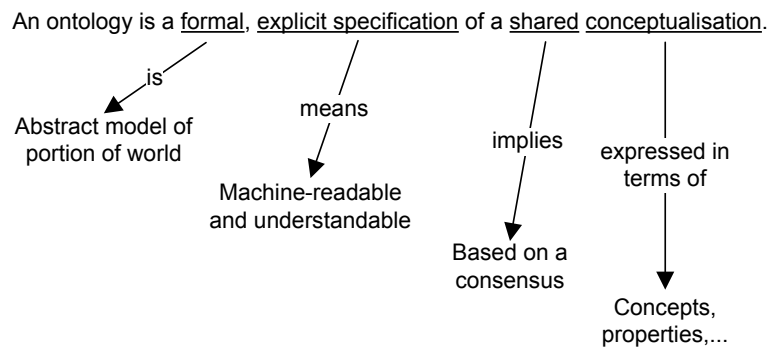 An ontology is a formal, explicit specification of a shared conceptualisation.
is
Abstract model of
portion of world
means
Machine-readable
and understandable
implies
Based on a
consensus
expressed in
terms of
Concepts,
properties,...